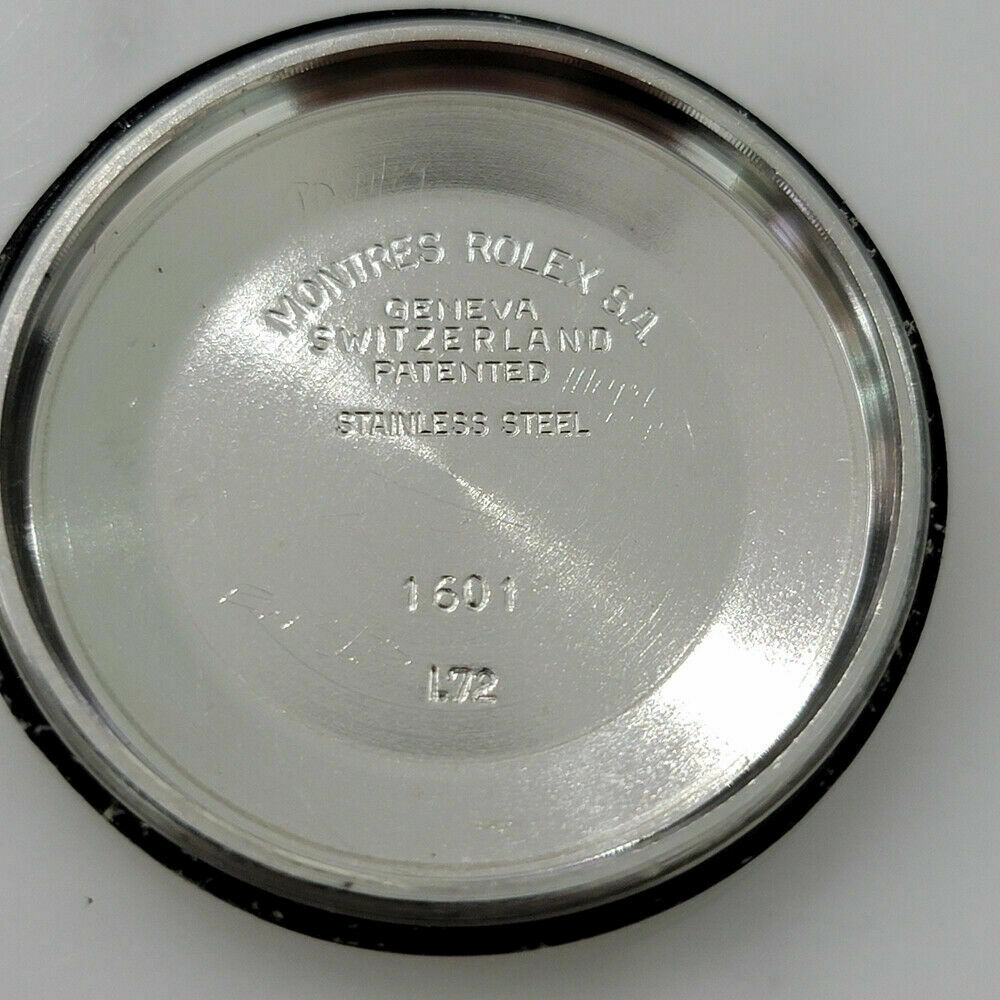 MONTRES ROLEX S.A
GENEVA
SWITZERLAND
PATENTED
STAINLESS STEEL
1601
I.72